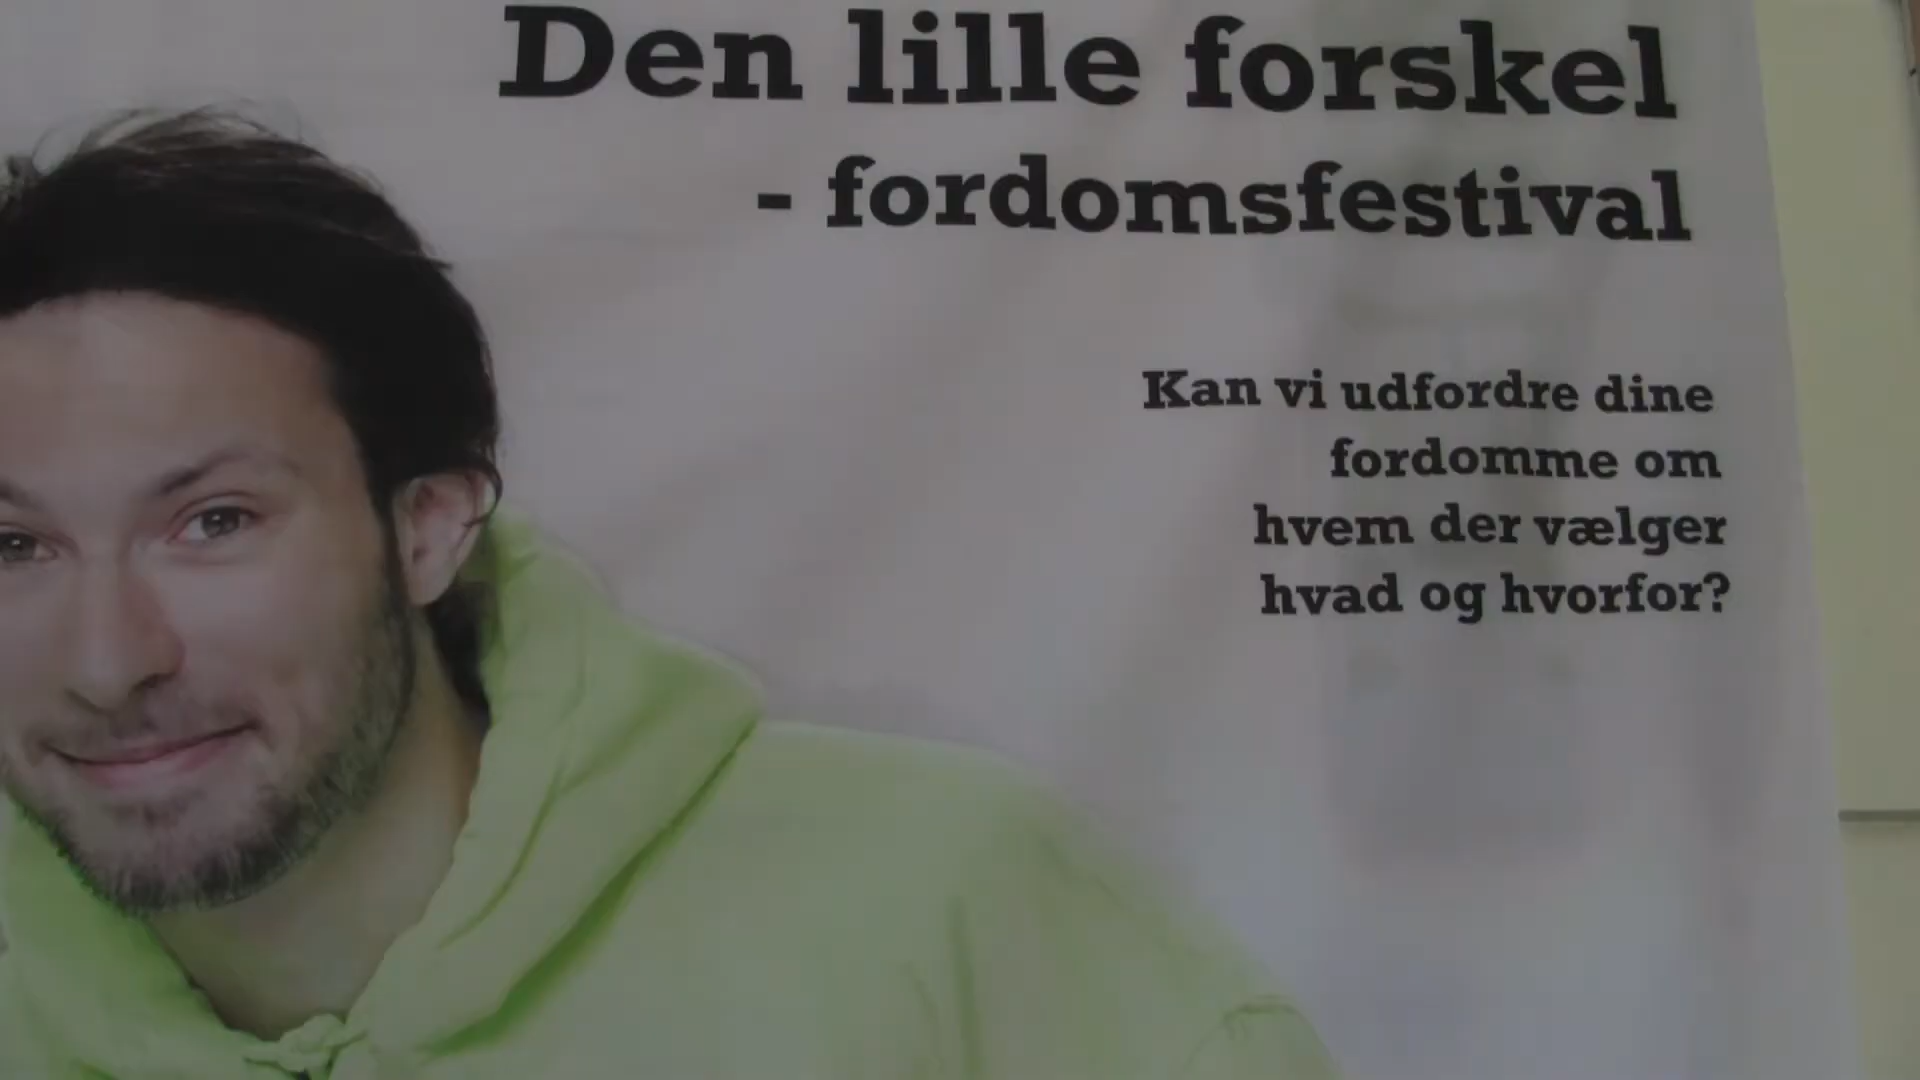 Den lille forskel
- fordomsfestival
Kan vi udfordre dine
fordomme om
hvem der vælger
hvad og hvorfor?